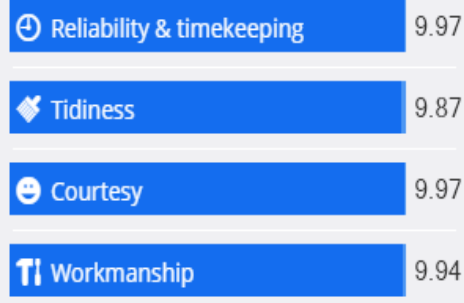 Reliability & timekeeping 9.97
Tidiness 9.87
Courtesy 9.97
Workmanship 9.94